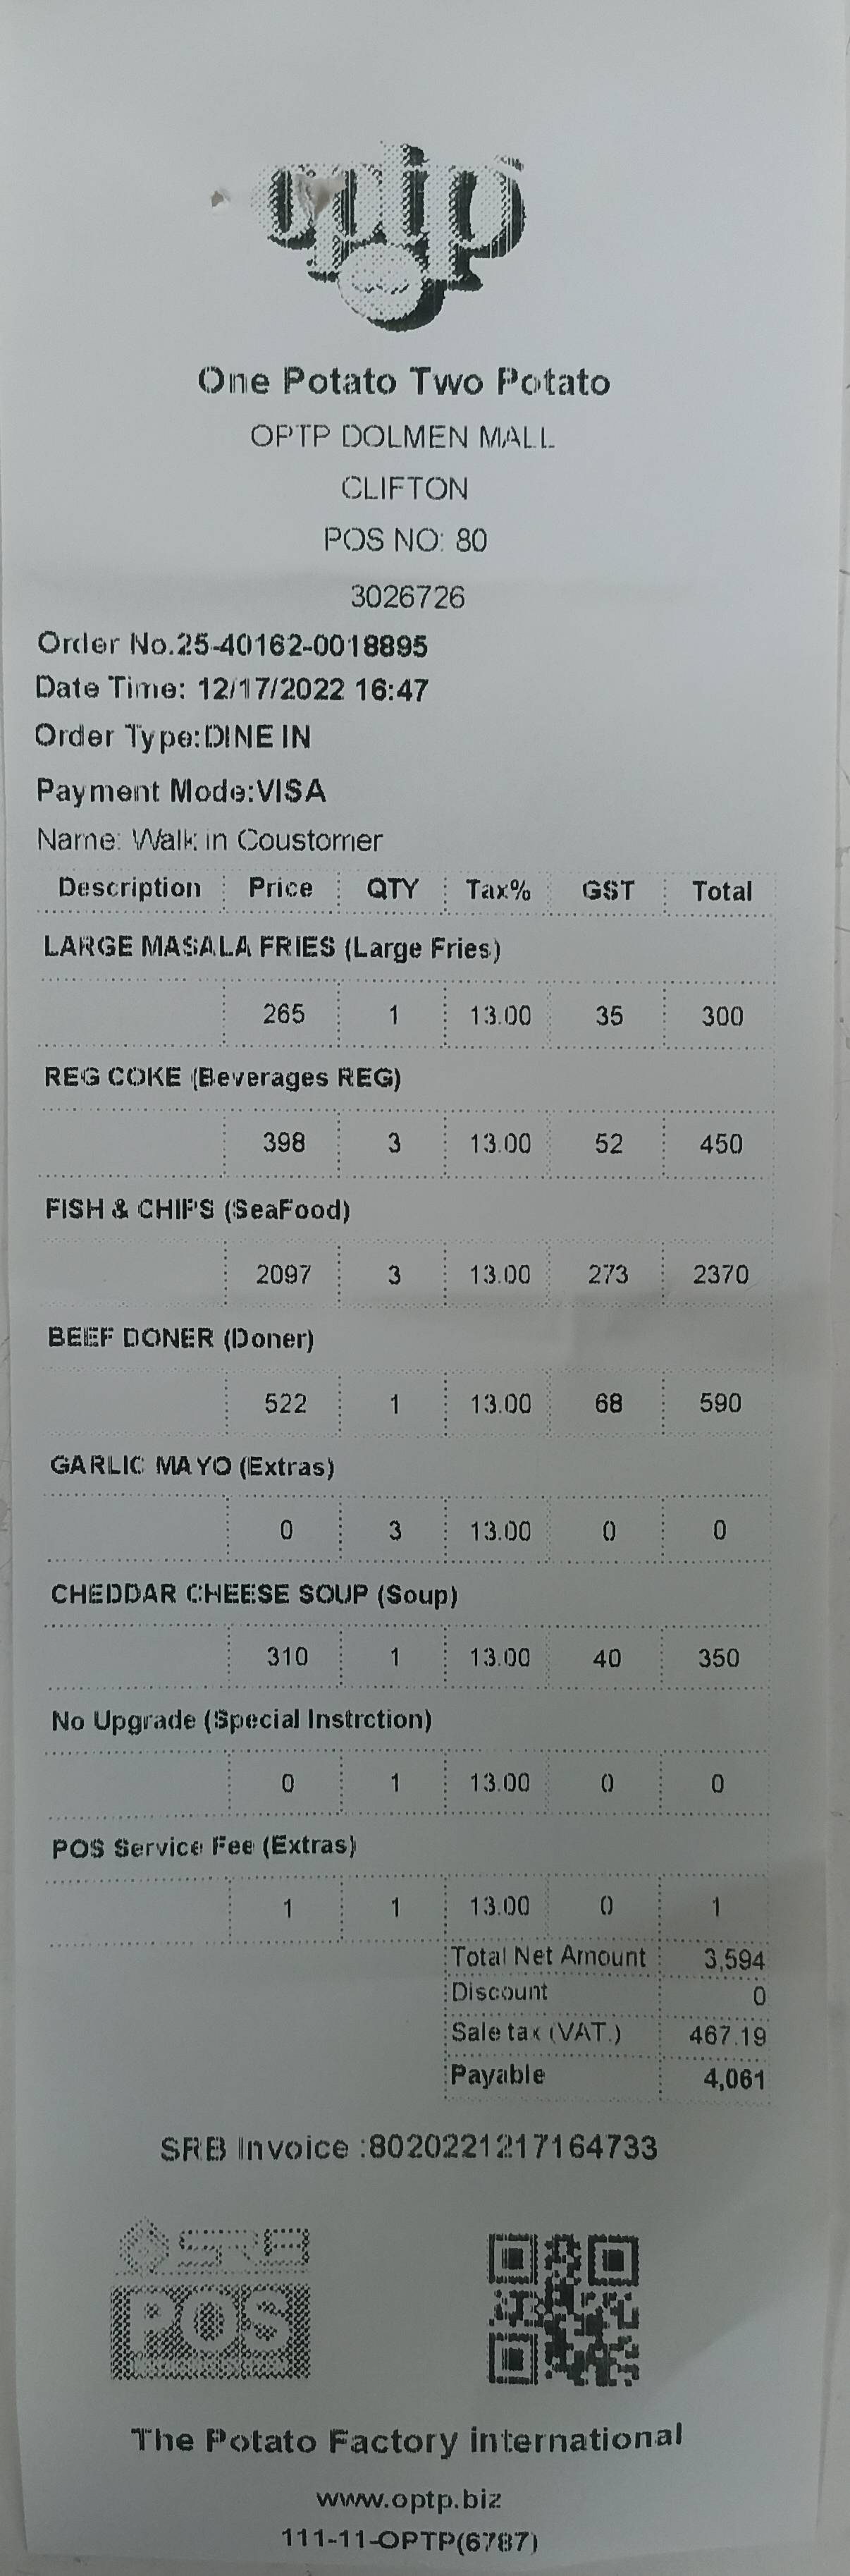 optp
One Potato Two Potato
OPTP DOLMEN MALL
CLIFTON
POS NO: 80
3026726
Order No.25-40162-0018895
Date Time: 12/17/2022 16:47
Order Type:DINE IN
Payment Mode:VISA
Name: Walk in Coustomer
Description Price QTY Tax% GST Total
LARGE MASALA FRIES (Large Fries)
265 1 13.00 35 300
REG COKE (Beverages REG)
398 3 13.00 52 450
FISH & CHIPS (SeaFood)
2097 3 13.00 273 2370
BEEF DONER (Doner)
522 1 13.00 68 590
GARLIC MAYO (Extras)
0 3 13.00 0 0
CHEDDAR CHEESE SOUP (Soup)
310 1 13.00 40 350
No Upgrade (Special Instrction)
0 1 13.00 0 0
POS Service Fee (Extras)
1 1 13.00 0 1
Total Net Amount 3,594
Discount 0
Sale tax (VAT.) 467.19
Payable 4,061
SRB Invoice :8020221217164733
SRB
POS
The Potato Factory international
www.optp.biz
111-11-OPTP(6787)